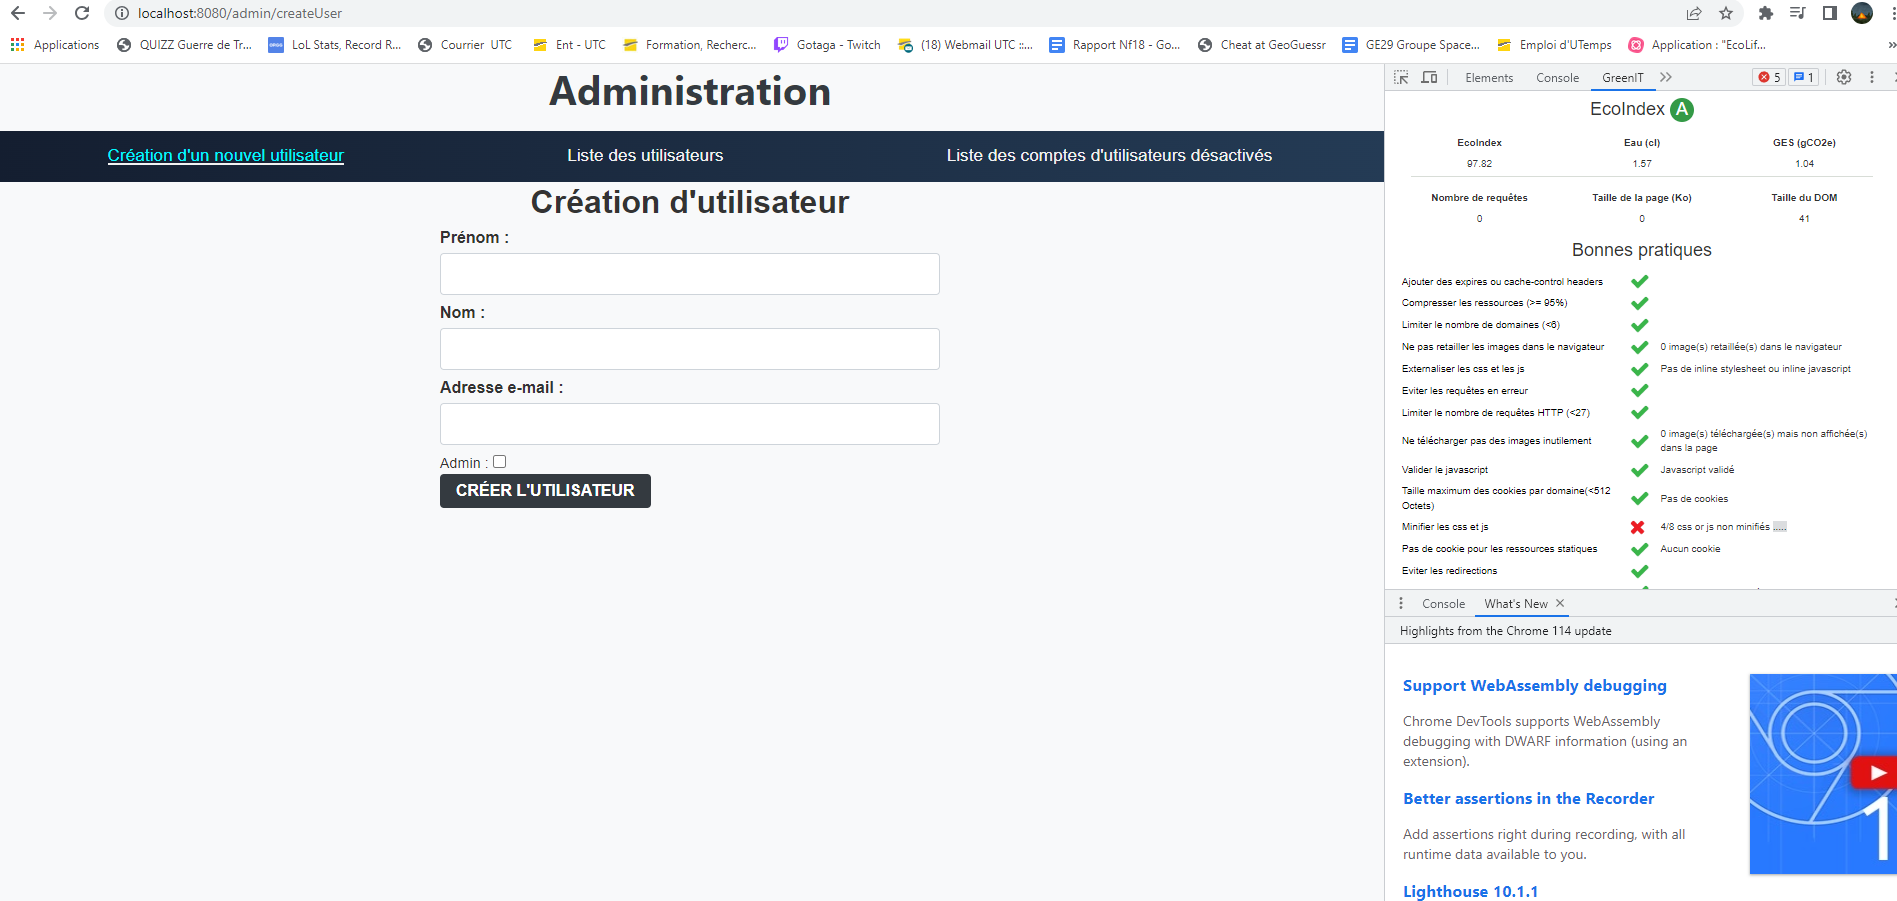 localhost:8080/admin/createUser
Applications
QUIZZ Guerre de Tr...
LoL Stats, Record R...
Courrier UTC
Ent - UTC
Formation, Recherc...
Gotaga - Twitch
(18) Webmail UTC ::...
Rapport Nf18 - Go...
Cheat at GeoGuessr
GE29 Groupe Space...
Emploi d'UTemps
Application : "EcoLif...
Administration
Création d'un nouvel utilisateur
Liste des utilisateurs
Liste des comptes d'utilisateurs désactivés
Création d'utilisateur
Prénom :
Nom :
Adresse e-mail :
Admin :
CRÉER L'UTILISATEUR
Elements
Console
GreenIT
5
1
EcoIndex A
EcoIndex Eau (cl) GES (gCO2e)
97.82 1.57 1.04
Nombre de requêtes Taille de la page (Ko) Taille du DOM
0 0 41
Bonnes pratiques
Ajouter des expires ou cache-control headers
Compresser les ressources (>= 95%)
Limiter le nombre de domaines (<6)
Ne pas retailler les images dans le navigateur 0 image(s) retaillée(s) dans le navigateur
Externaliser les css et les js Pas de inline stylesheet ou inline javascript
Eviter les requêtes en erreur
Limiter le nombre de requêtes HTTP (<27)
Ne télécharger pas des images inutilement 0 image(s) téléchargée(s) mais non affichée(s)
dans la page
Valider le javascript Javascript validé
Taille maximum des cookies par domaine(<512
Octets) Pas de cookies
Minifier les css et js 4/8 css or js non minifiés .....
Pas de cookie pour les ressources statiques Aucun cookie
Eviter les redirections
Console
What's New
Highlights from the Chrome 114 update
Support WebAssembly debugging
Chrome DevTools supports WebAssembly
debugging with DWARF information (using an
extension).
Better assertions in the Recorder
Add assertions right during recording, with all
runtime data available to you.
Lighthouse 10.1.1